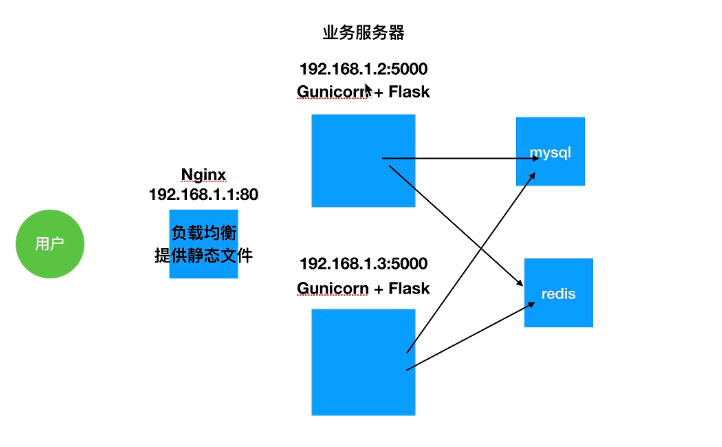 业务服务器
192.168.1.2:5000
Gunicorn + Flask
mysql
Nginx
192.168.1.1:80
用户
负载均衡
提供静态文件
192.168.1.3:5000
Gunicorn + Flask
redis